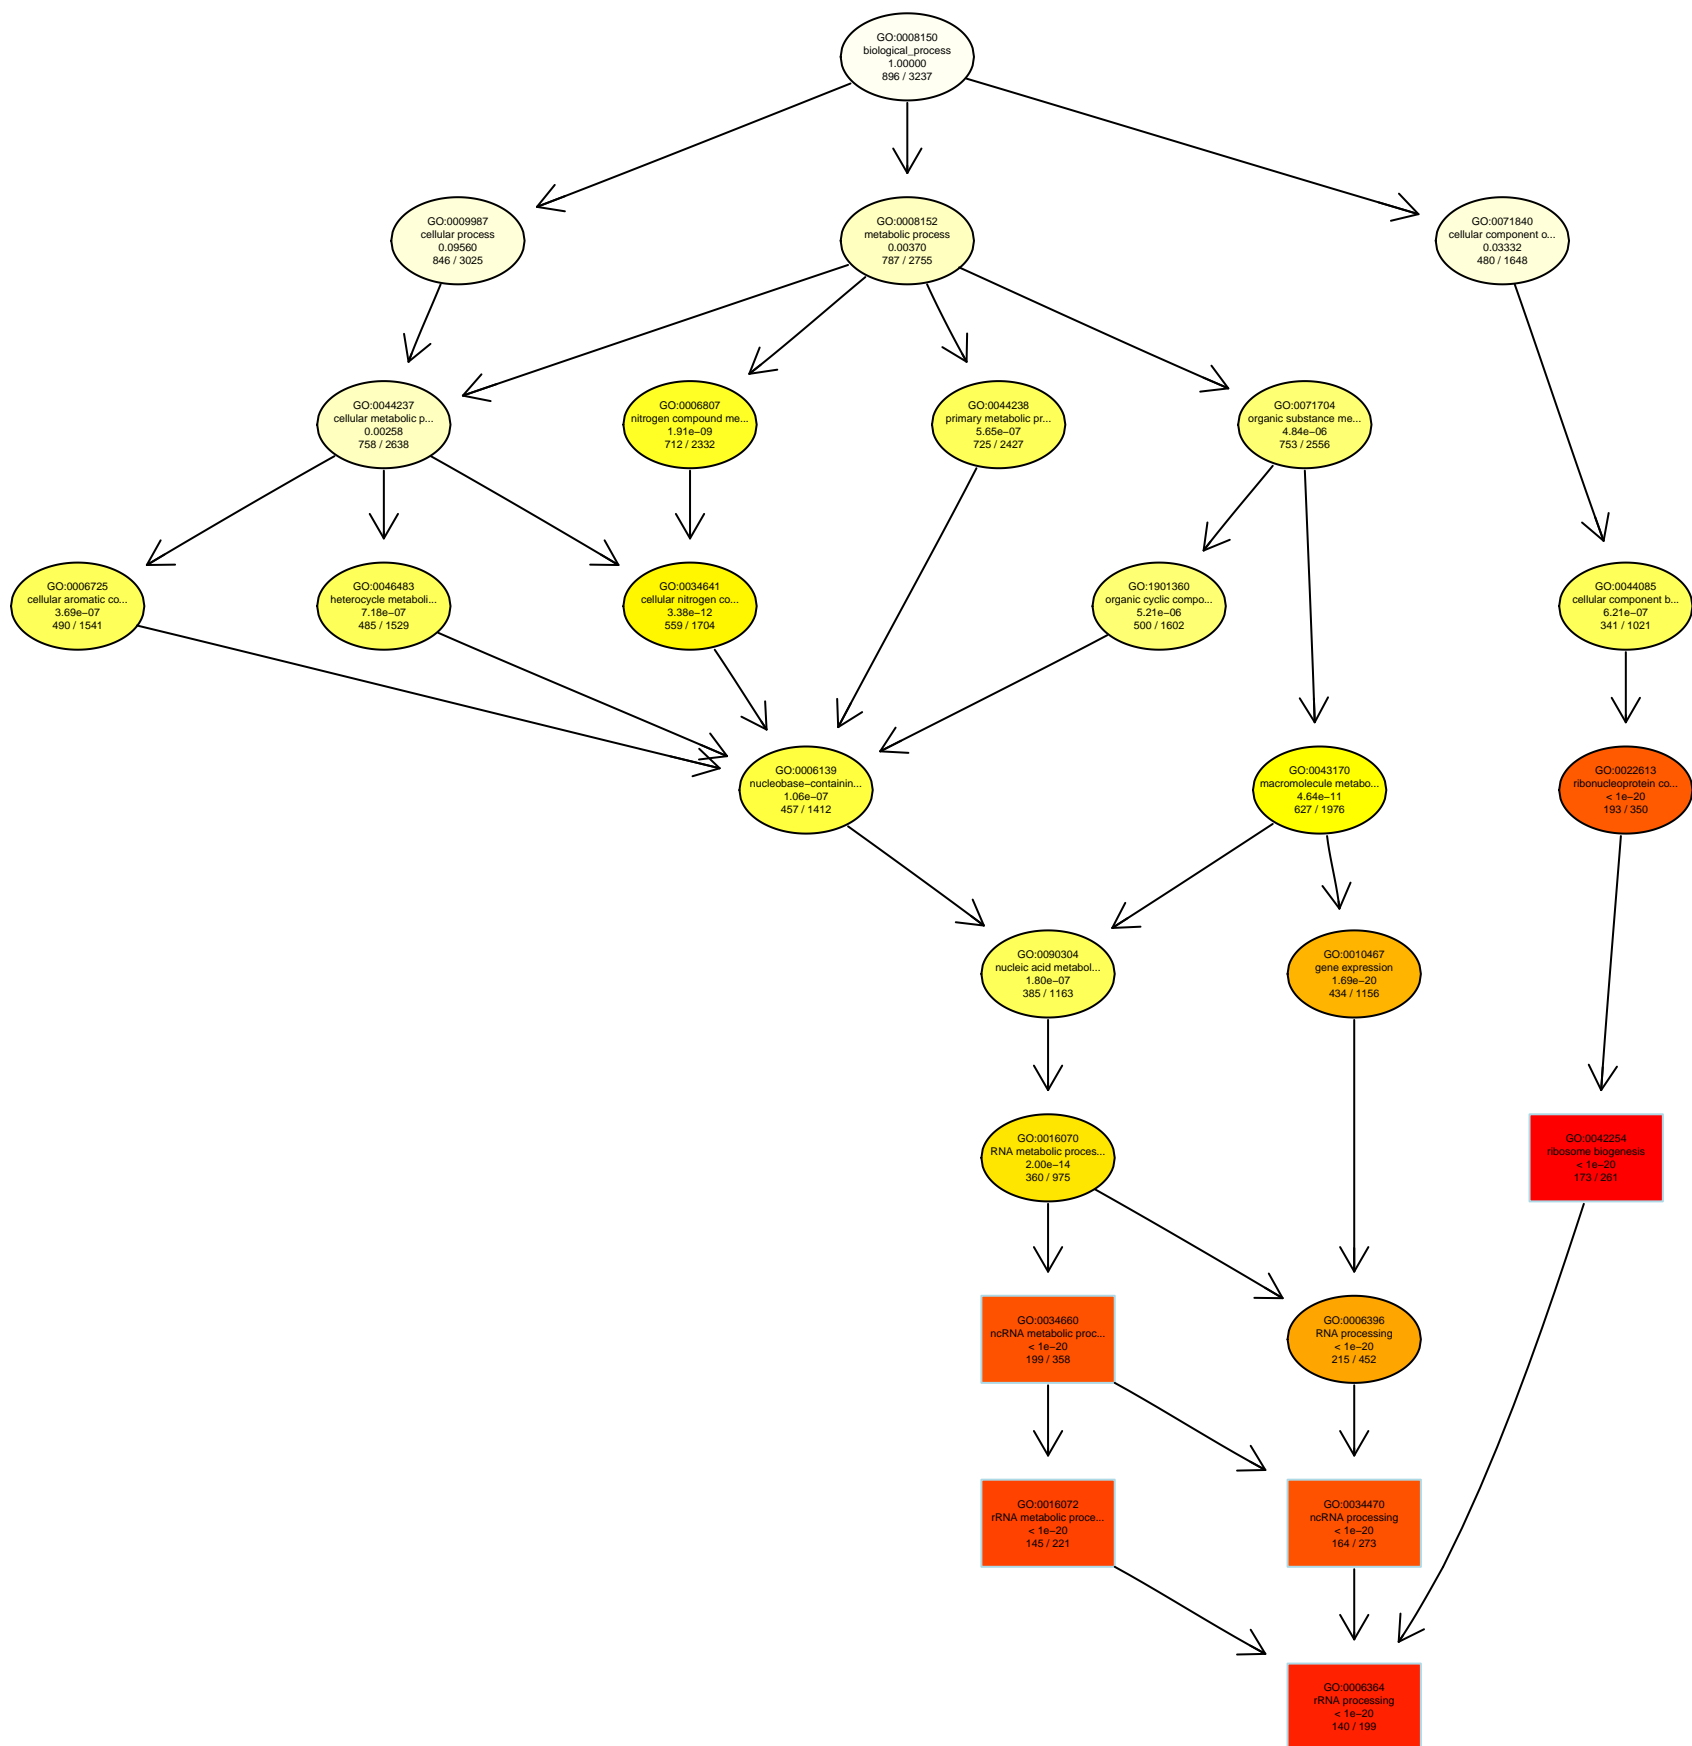 GO:0008150
biological_process
1.00000
896 / 3237
GO:0009987
cellular process
0.09560
846 / 3025
GO:0008152
metabolic process
0.00370
787 / 2755
GO:0071840
cellular component o...
0.03332
480 / 1648
GO:0044237
cellular metabolic p...
0.00258
758 / 2638
GO:0006807
nitrogen compound me...
1.91e−09
712 / 2332
GO:0044238
primary metabolic pr...
5.65e−07
725 / 2427
GO:0071704
organic substance me...
4.84e−06
753 / 2556
GO:0006725
cellular aromatic co...
3.69e−07
490 / 1541
GO:0046483
heterocycle metaboli...
7.18e−07
485 / 1529
GO:0034641
cellular nitrogen co...
3.38e−12
559 / 1704
GO:1901360
organic cyclic compo...
5.21e−06
500 / 1602
GO:0044085
cellular component b...
6.21e−07
341 / 1021
GO:0006139
nucleobase−containin...
1.06e−07
457 / 1412
GO:0043170
macromolecule metabo...
4.64e−11
627 / 1976
GO:0022613
ribonucleoprotein co...
< 1e−20
193 / 350
GO:0090304
nucleic acid metabol...
1.80e−07
385 / 1163
GO:0010467
gene expression
1.69e−20
434 / 1156
GO:0016070
RNA metabolic proces...
2.00e−14
360 / 975
GO:0042254
ribosome biogenesis
< 1e−20
173 / 261
GO:0034660
ncRNA metabolic proc...
< 1e−20
199 / 358
GO:0006396
RNA processing
< 1e−20
215 / 452
GO:0016072
rRNA metabolic proce...
< 1e−20
145 / 221
GO:0034470
ncRNA processing
< 1e−20
164 / 273
GO:0006364
rRNA processing
< 1e−20
140 / 199